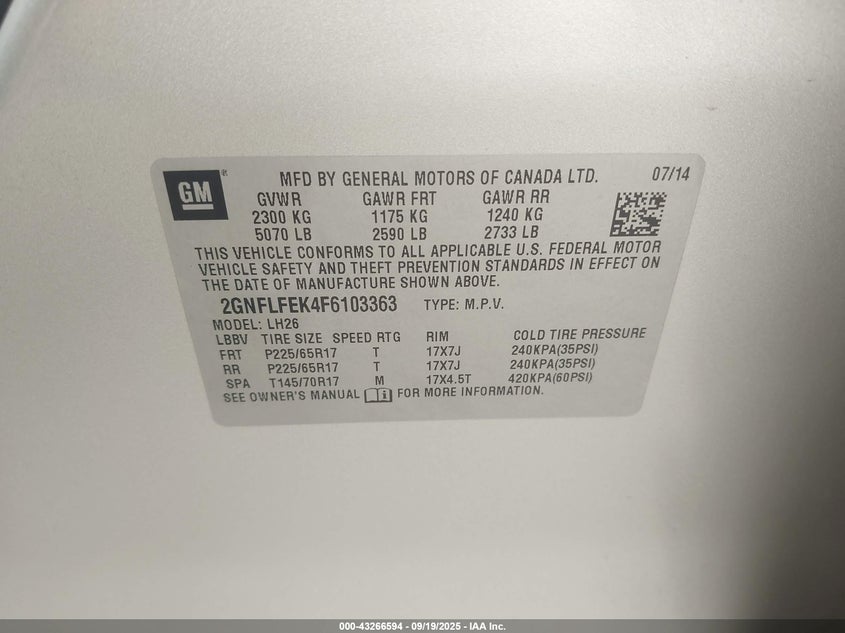 GM ®
MFD BY GENERAL MOTORS OF CANADA LTD. 07/14
GVWR GAWR FRT GAWR RR
2300 KG 1175 KG 1240 KG
5070 LB 2590 LB 2733 LB
THIS VEHICLE CONFORMS TO ALL APPLICABLE U.S. FEDERAL MOTOR
VEHICLE SAFETY AND THEFT PREVENTION STANDARDS IN EFFECT ON
THE DATE OF MANUFACTURE SHOWN ABOVE.
2GNFLFEK4F6103363 TYPE: M.P.V.
MODEL: LH26
LBBV TIRE SIZE SPEED RTG RIM COLD TIRE PRESSURE
FRT P225/65R17 T 17X7J 240KPA(35PSI)
RR P225/65R17 T 17X7J 240KPA(35PSI)
SPA T145/70R17 M 17X4.5T 420KPA(60PSI)
SEE OWNER'S MANUAL i FOR MORE INFORMATION.
000-43266594 - 09/19/2025 - IAA Inc.